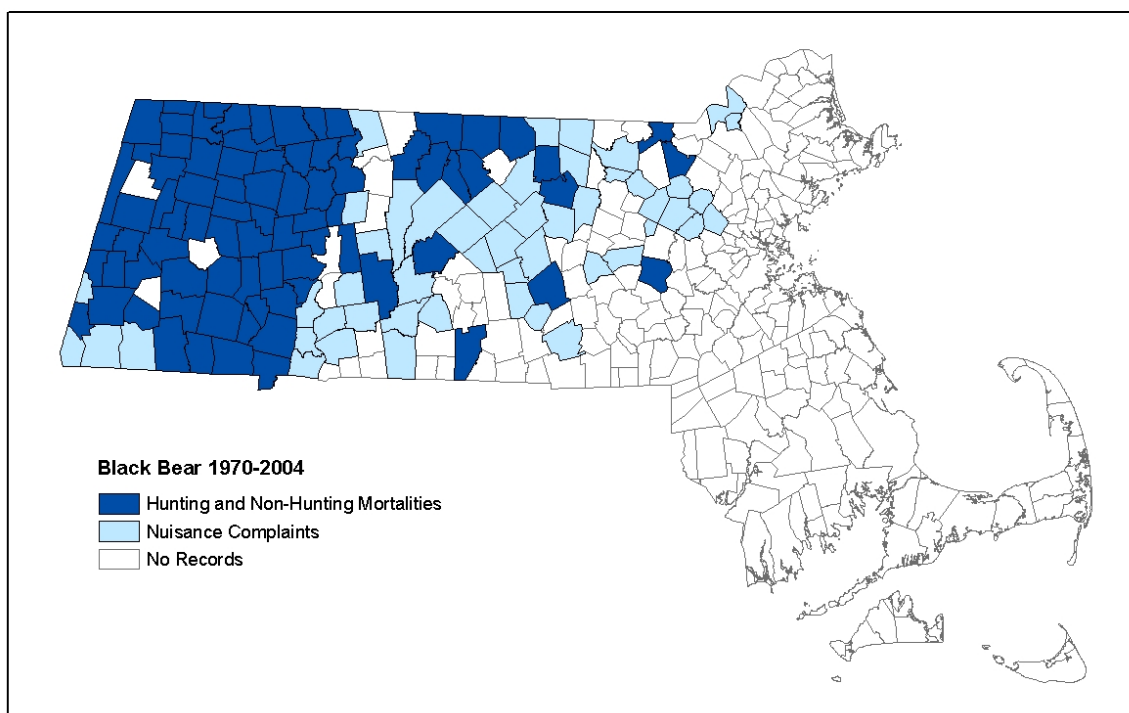 Black Bear 1970-2004
Hunting and Non-Hunting Mortalities
Nuisance Complaints
No Records